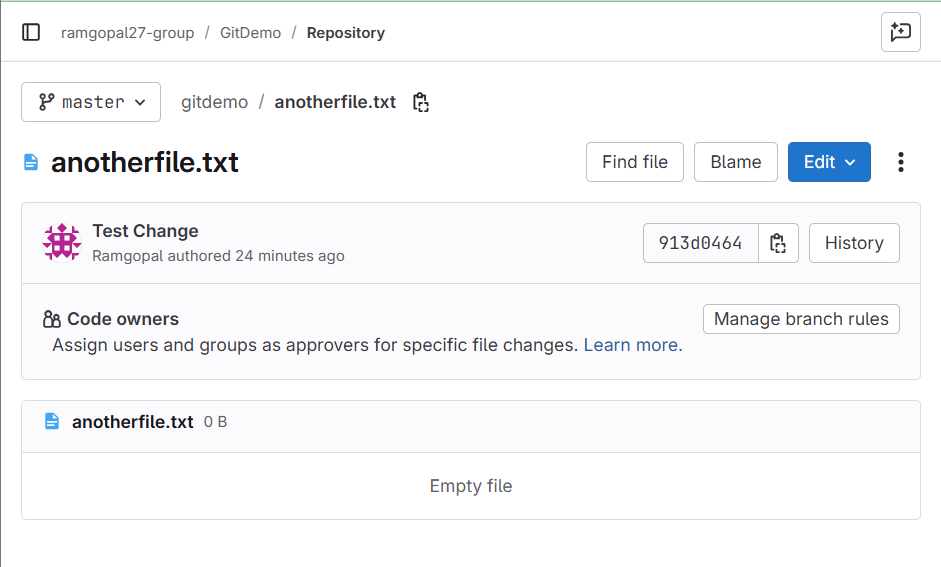 ramgopal27-group / GitDemo / Repository
master gitdemo / anotherfile.txt
anotherfile.txt Find file Blame Edit
Test Change
Ramgopal authored 24 minutes ago
913d0464 History
Code owners Manage branch rules
Assign users and groups as approvers for specific file changes. Learn more.
anotherfile.txt 0 B
Empty file